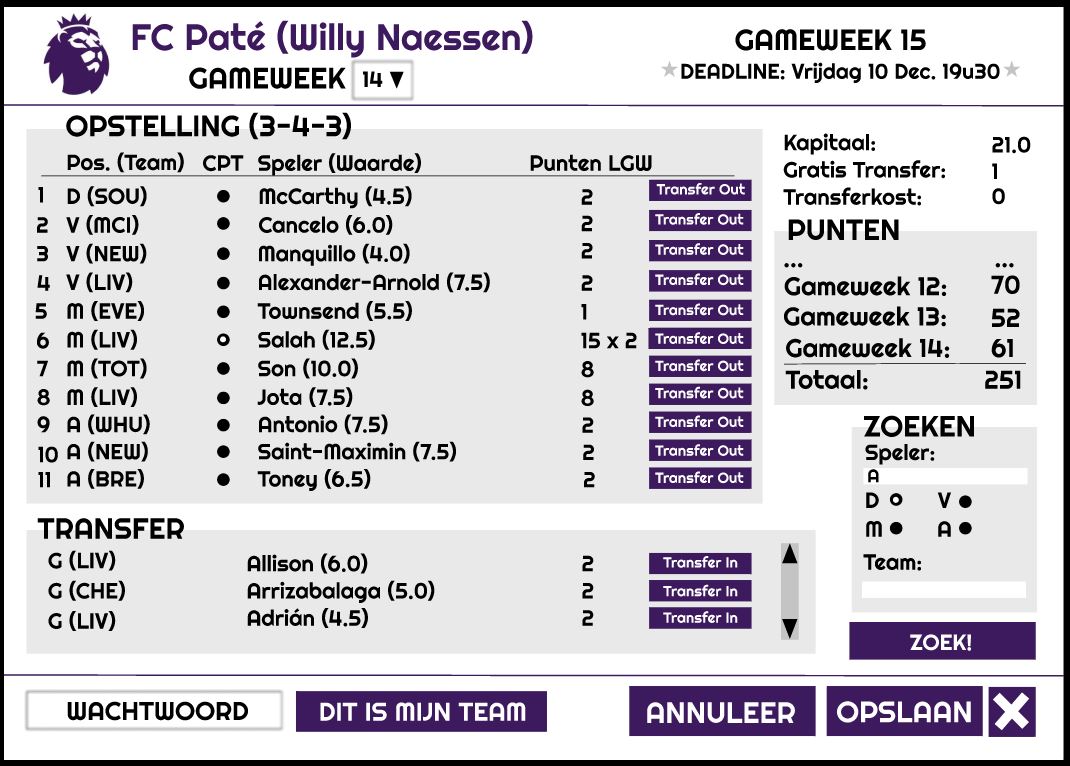 FC Paté (Willy Naessen)
GAMEWEEK 14 ▼
GAMEWEEK 15
★DEADLINE: Vrijdag 10 Dec. 19u30★
OPSTELLING (3-4-3)
Pos. (Team) CPT Speler (Waarde) Punten LGW
1 D (SOU) ● McCarthy (4.5) 2 Transfer Out
2 V (MCI) ● Cancelo (6.0) 2 Transfer Out
3 V (NEW) ● Manquillo (4.0) 2 Transfer Out
4 V (LIV) ● Alexander-Arnold (7.5) 2 Transfer Out
5 M (EVE) ● Townsend (5.5) 1 Transfer Out
6 M (LIV) ○ Salah (12.5) 15 x 2 Transfer Out
7 M (TOT) ● Son (10.0) 8 Transfer Out
8 M (LIV) ● Jota (7.5) 8 Transfer Out
9 A (WHU) ● Antonio (7.5) 2 Transfer Out
10 A (NEW) ● Saint-Maximin (7.5) 2 Transfer Out
11 A (BRE) ● Toney (6.5) 2 Transfer Out
Kapitaal: 21.0
Gratis Transfer: 1
Transferkost: 0
PUNTEN
... ...
Gameweek 12: 70
Gameweek 13: 52
Gameweek 14: 61
Totaal: 251
ZOEKEN
Speler:
A
D ○ V ●
M ● A ●
Team:
ZOEK!
TRANSFER
G (LIV) Allison (6.0) 2 Transfer In
G (CHE) Arrizabalaga (5.0) 2 Transfer In
G (LIV) Adrián (4.5) 2 Transfer In
WACHTWOORD DIT IS MIJN TEAM ANNULEER OPSLAAN X